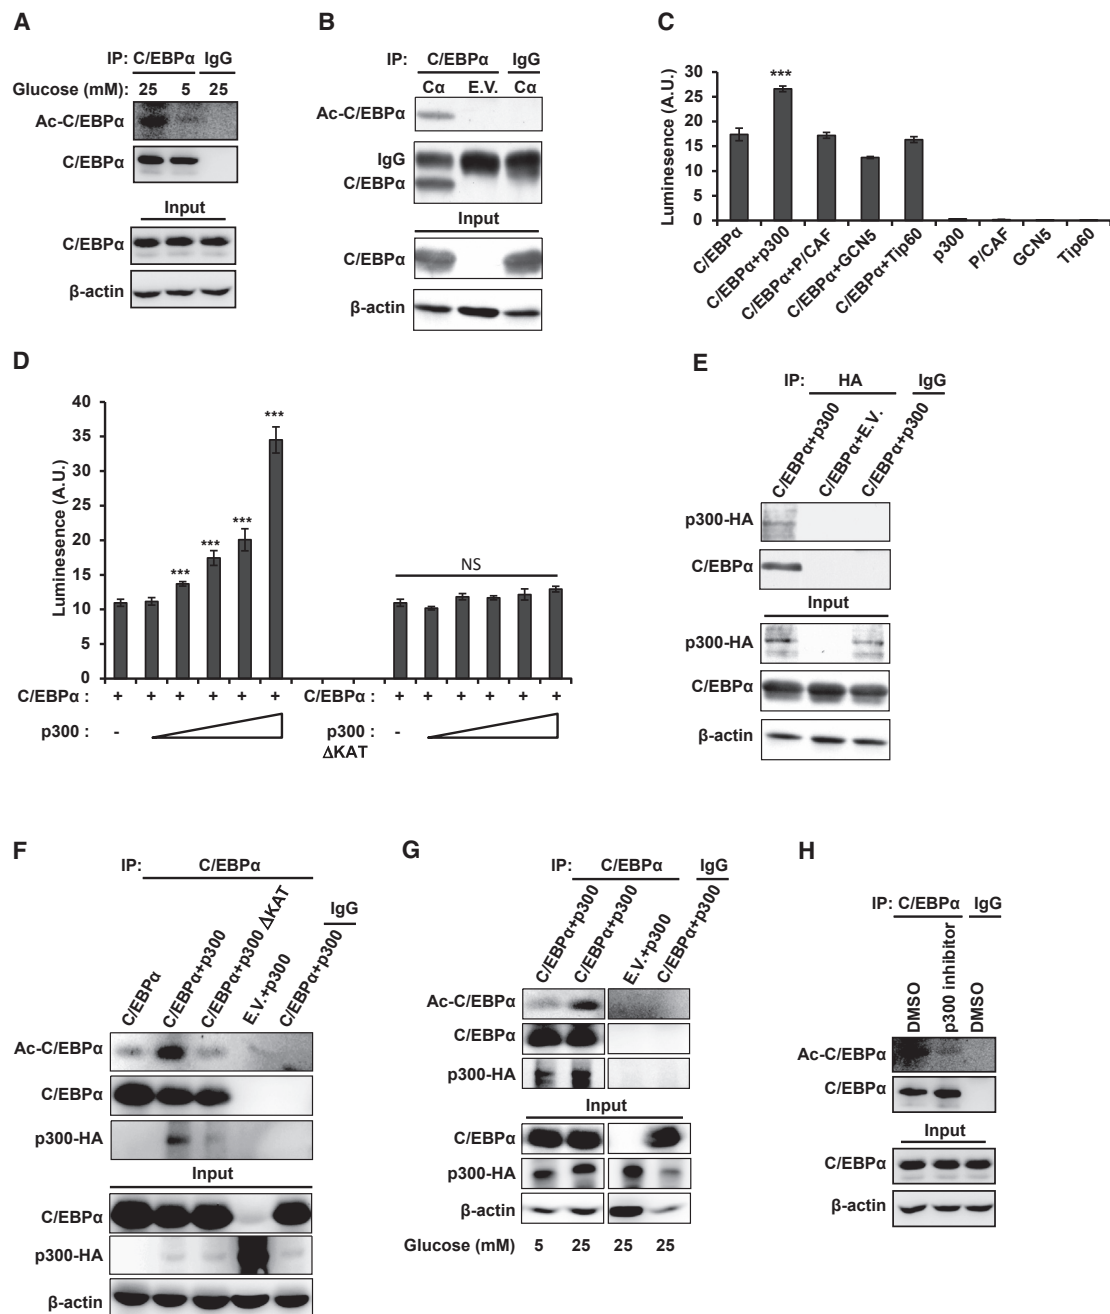 A
IP: C/EBPα IgG
Glucose (mM): 25 5 25
Ac-C/EBPα
C/EBPα
Input
C/EBPα
β-actin
B
IP: C/EBPα IgG
Cα E.V. Cα
Ac-C/EBPα
IgG
C/EBPα
Input
C/EBPα
β-actin
C
Luminesence (A.U.)
30
25
20
15
10
5
0
***
C/EBPα
C/EBPα+p300
C/EBPα+P/CAF
C/EBPα+GCN5
C/EBPα+Tip60
p300
P/CAF
GCN5
Tip60
D
Luminesence (A.U.)
40
35
30
25
20
15
10
5
0
*** *** *** ***
NS
C/EBPα : + + + + + + C/EBPα : + + + + + +
p300 : - p300 : -
ΔKAT
E
IP: HA IgG
C/EBPα+p300
C/EBPα+E.V.
C/EBPα+p300
p300-HA
C/EBPα
Input
p300-HA
C/EBPα
β-actin
F
IP: C/EBPα
IgG
C/EBPα
C/EBPα+p300
C/EBPα+p300 ΔKAT
E.V.+p300
C/EBPα+p300
Ac-C/EBPα
C/EBPα
p300-HA
Input
C/EBPα
p300-HA
β-actin
G
IP: C/EBPα IgG
C/EBPα+p300
C/EBPα+p300
E.V.+p300
C/EBPα+p300
Ac-C/EBPα
C/EBPα
p300-HA
Input
C/EBPα
p300-HA
β-actin
Glucose (mM) 5 25 25 25
H
IP: C/EBPα IgG
DMSO
p300 inhibitor
DMSO
Ac-C/EBPα
C/EBPα
Input
C/EBPα
β-actin